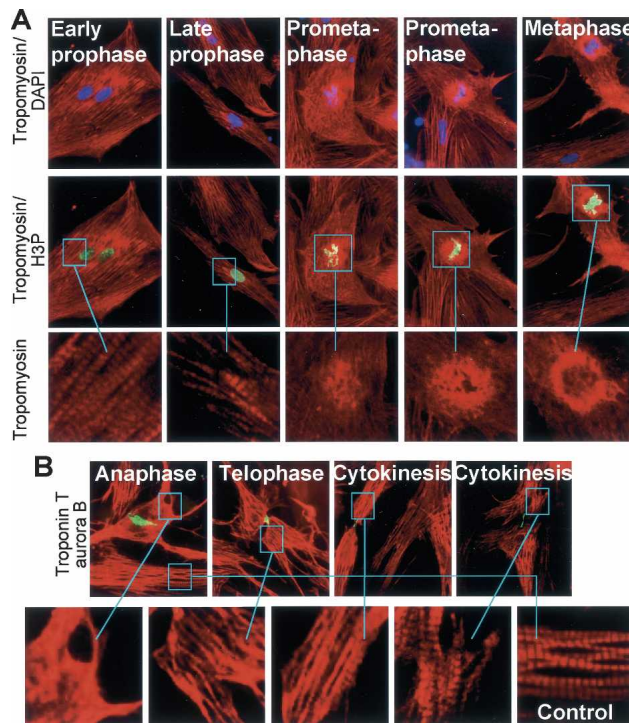 A
Early prophase
Late prophase
Prometa-
phase
Prometa-
phase
Metaphase
Tropomyosin/
DAPI
Tropomyosin/
H3P
Tropomyosin
B
Anaphase
Telophase
Cytokinesis
Cytokinesis
Troponin T
aurora B
Control